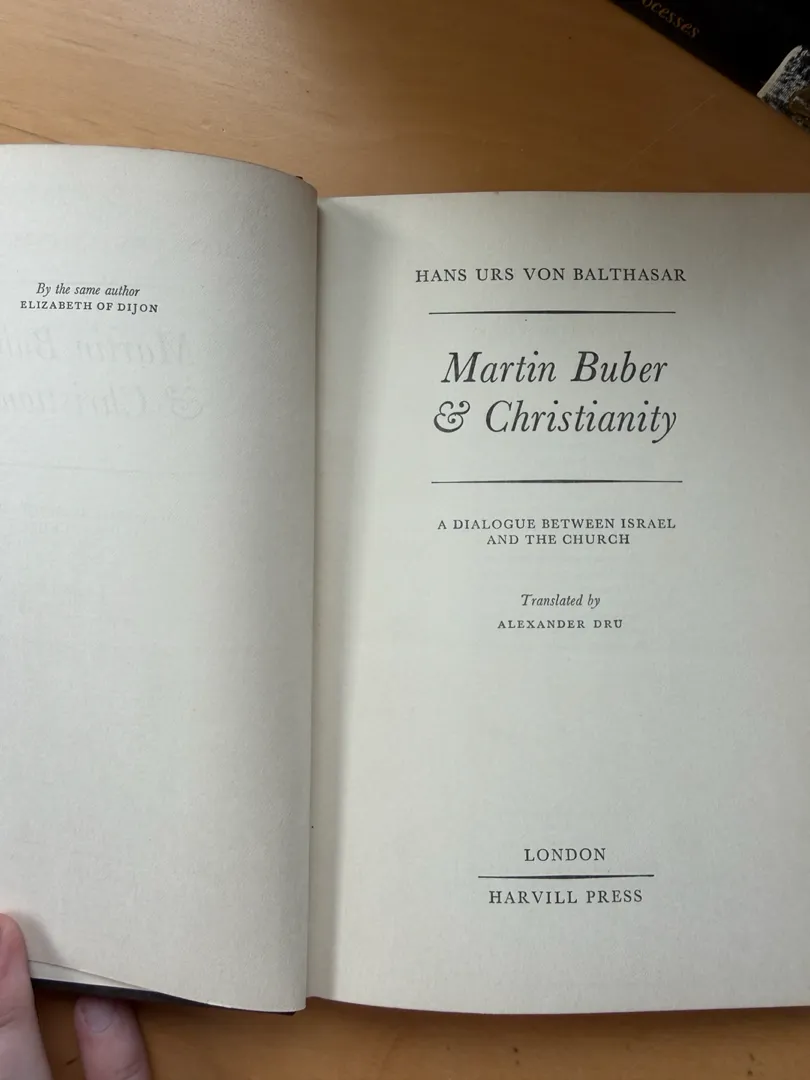 ocesses
By the same author
ELIZABETH OF DIJON
HANS URS VON BALTHASAR
Martin Buber
& Christianity
A DIALOGUE BETWEEN ISRAEL
AND THE CHURCH
Translated by
ALEXANDER DRU
LONDON
HARVILL PRESS